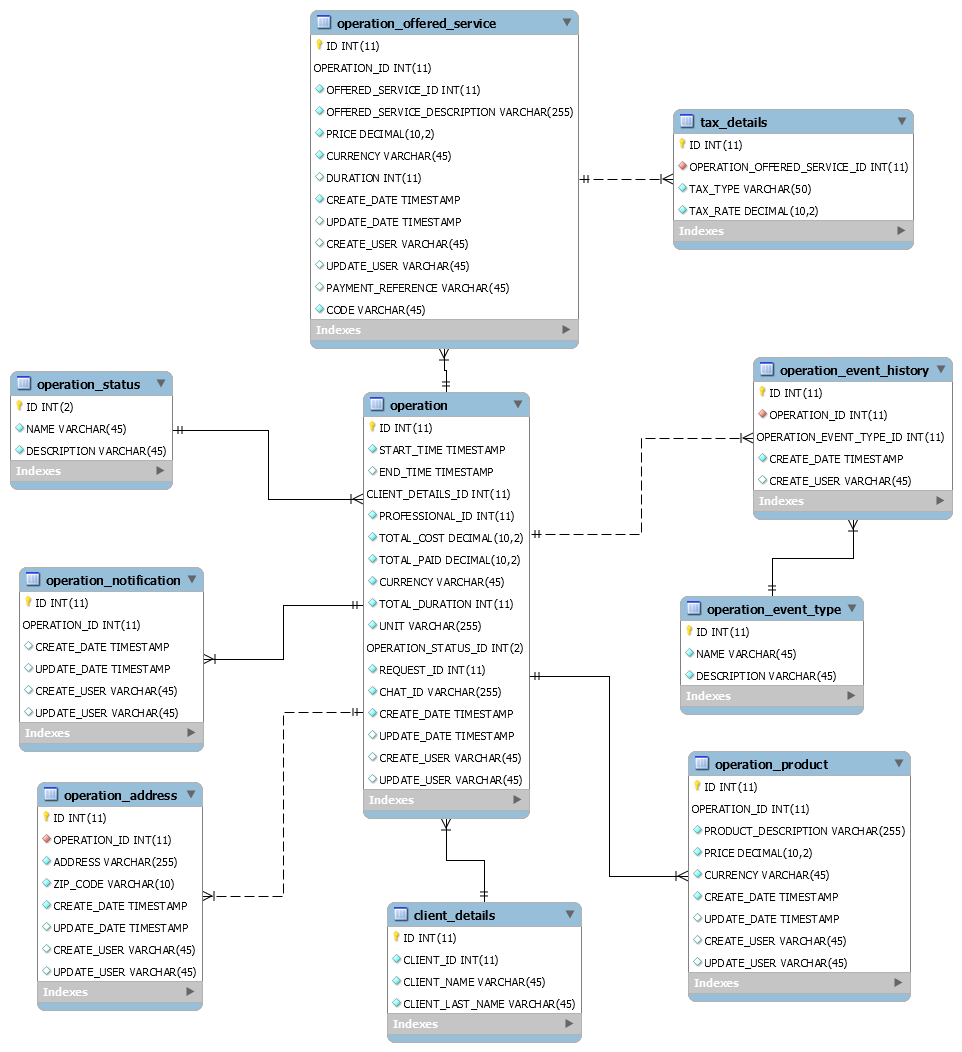 operation_offered_service
ID INT(11)
OPERATION_ID INT(11)
OFFERED_SERVICE_ID INT(11)
OFFERED_SERVICE_DESCRIPTION VARCHAR(255)
PRICE DECIMAL(10,2)
CURRENCY VARCHAR(45)
DURATION INT(11)
CREATE_DATE TIMESTAMP
UPDATE_DATE TIMESTAMP
CREATE_USER VARCHAR(45)
UPDATE_USER VARCHAR(45)
PAYMENT_REFERENCE VARCHAR(45)
CODE VARCHAR(45)
Indexes
tax_details
ID INT(11)
OPERATION_OFFERED_SERVICE_ID INT(11)
TAX_TYPE VARCHAR(50)
TAX_RATE DECIMAL(10,2)
Indexes
operation_status
ID INT(2)
NAME VARCHAR(45)
DESCRIPTION VARCHAR(45)
Indexes
operation
ID INT(11)
START_TIME TIMESTAMP
END_TIME TIMESTAMP
CLIENT_DETAILS_ID INT(11)
PROFESSIONAL_ID INT(11)
TOTAL_COST DECIMAL(10,2)
TOTAL_PAID DECIMAL(10,2)
CURRENCY VARCHAR(45)
TOTAL_DURATION INT(11)
UNIT VARCHAR(255)
OPERATION_STATUS_ID INT(2)
REQUEST_ID INT(11)
CHAT_ID VARCHAR(255)
CREATE_DATE TIMESTAMP
UPDATE_DATE TIMESTAMP
CREATE_USER VARCHAR(45)
UPDATE_USER VARCHAR(45)
Indexes
operation_event_history
ID INT(11)
OPERATION_ID INT(11)
OPERATION_EVENT_TYPE_ID INT(11)
CREATE_DATE TIMESTAMP
CREATE_USER VARCHAR(45)
Indexes
operation_notification
ID INT(11)
OPERATION_ID INT(11)
CREATE_DATE TIMESTAMP
UPDATE_DATE TIMESTAMP
CREATE_USER VARCHAR(45)
UPDATE_USER VARCHAR(45)
Indexes
operation_event_type
ID INT(11)
NAME VARCHAR(45)
DESCRIPTION VARCHAR(45)
Indexes
operation_address
ID INT(11)
OPERATION_ID INT(11)
ADDRESS VARCHAR(255)
ZIP_CODE VARCHAR(10)
CREATE_DATE TIMESTAMP
UPDATE_DATE TIMESTAMP
CREATE_USER VARCHAR(45)
UPDATE_USER VARCHAR(45)
Indexes
operation_product
ID INT(11)
OPERATION_ID INT(11)
PRODUCT_DESCRIPTION VARCHAR(255)
PRICE DECIMAL(10,2)
CURRENCY VARCHAR(45)
CREATE_DATE TIMESTAMP
UPDATE_DATE TIMESTAMP
CREATE_USER VARCHAR(45)
UPDATE_USER VARCHAR(45)
Indexes
client_details
ID INT(11)
CLIENT_ID INT(11)
CLIENT_NAME VARCHAR(45)
CLIENT_LAST_NAME VARCHAR(45)
Indexes